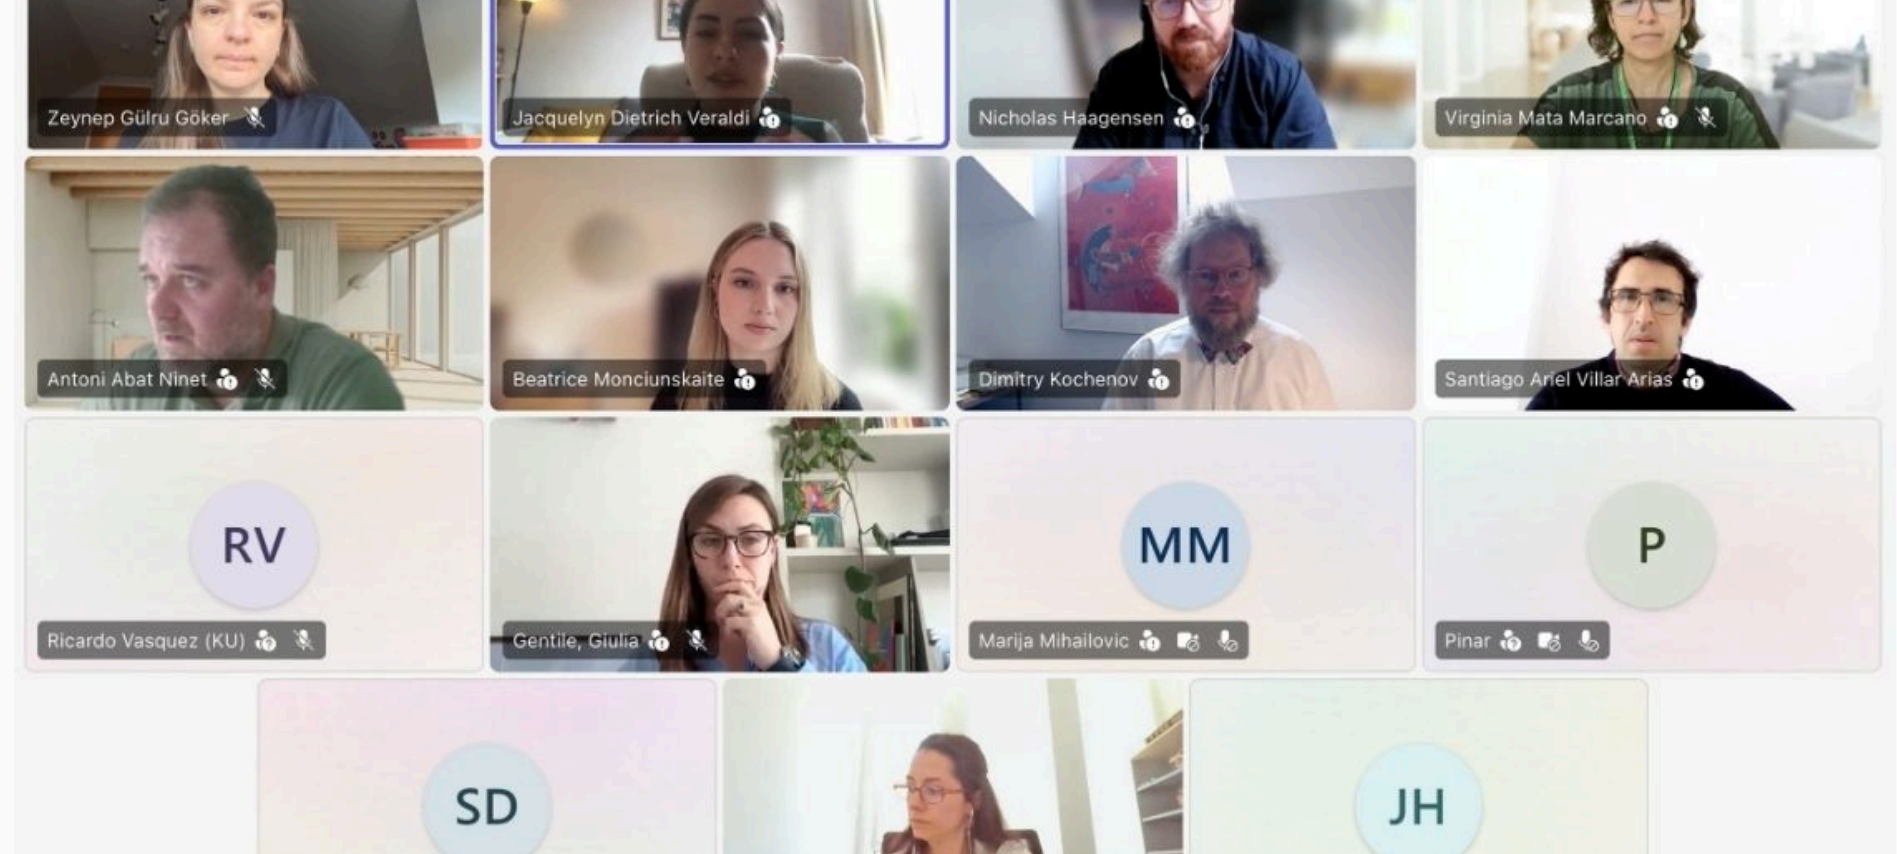 Zeynep Gülru Göker
Jacquelyn Dietrich Veraldi
Nicholas Haagensen
Virginia Mata Marcano
Antoni Abat Ninet
Beatrice Monciunskaite
Dimitry Kochenov
Santiago Ariel Villar Arias
RV
Ricardo Vasquez (KU)
Gentile, Giulia
MM
Marija Mihailovic
P
Pinar
SD
JH